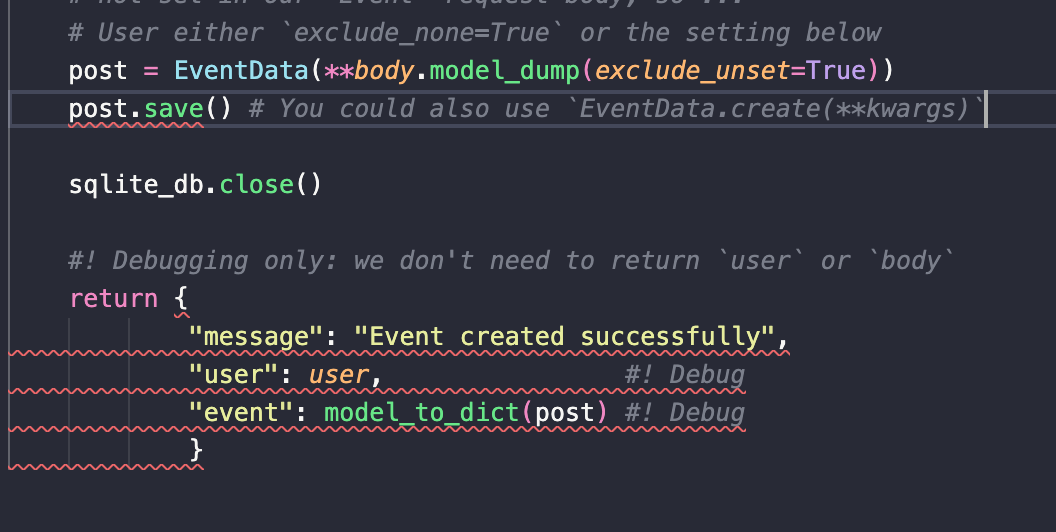 # not set in our `Event` request body, so ...
# User either `exclude_none=True` or the setting below
post = EventData(**body.model_dump(exclude_unset=True))
post.save() # You could also use `EventData.create(**kwargs)`
sqlite_db.close()
#! Debugging only: we don't need to return `user` or `body`
return {
"message": "Event created successfully",
"user": user, #! Debug
"event": model_to_dict(post) #! Debug
}